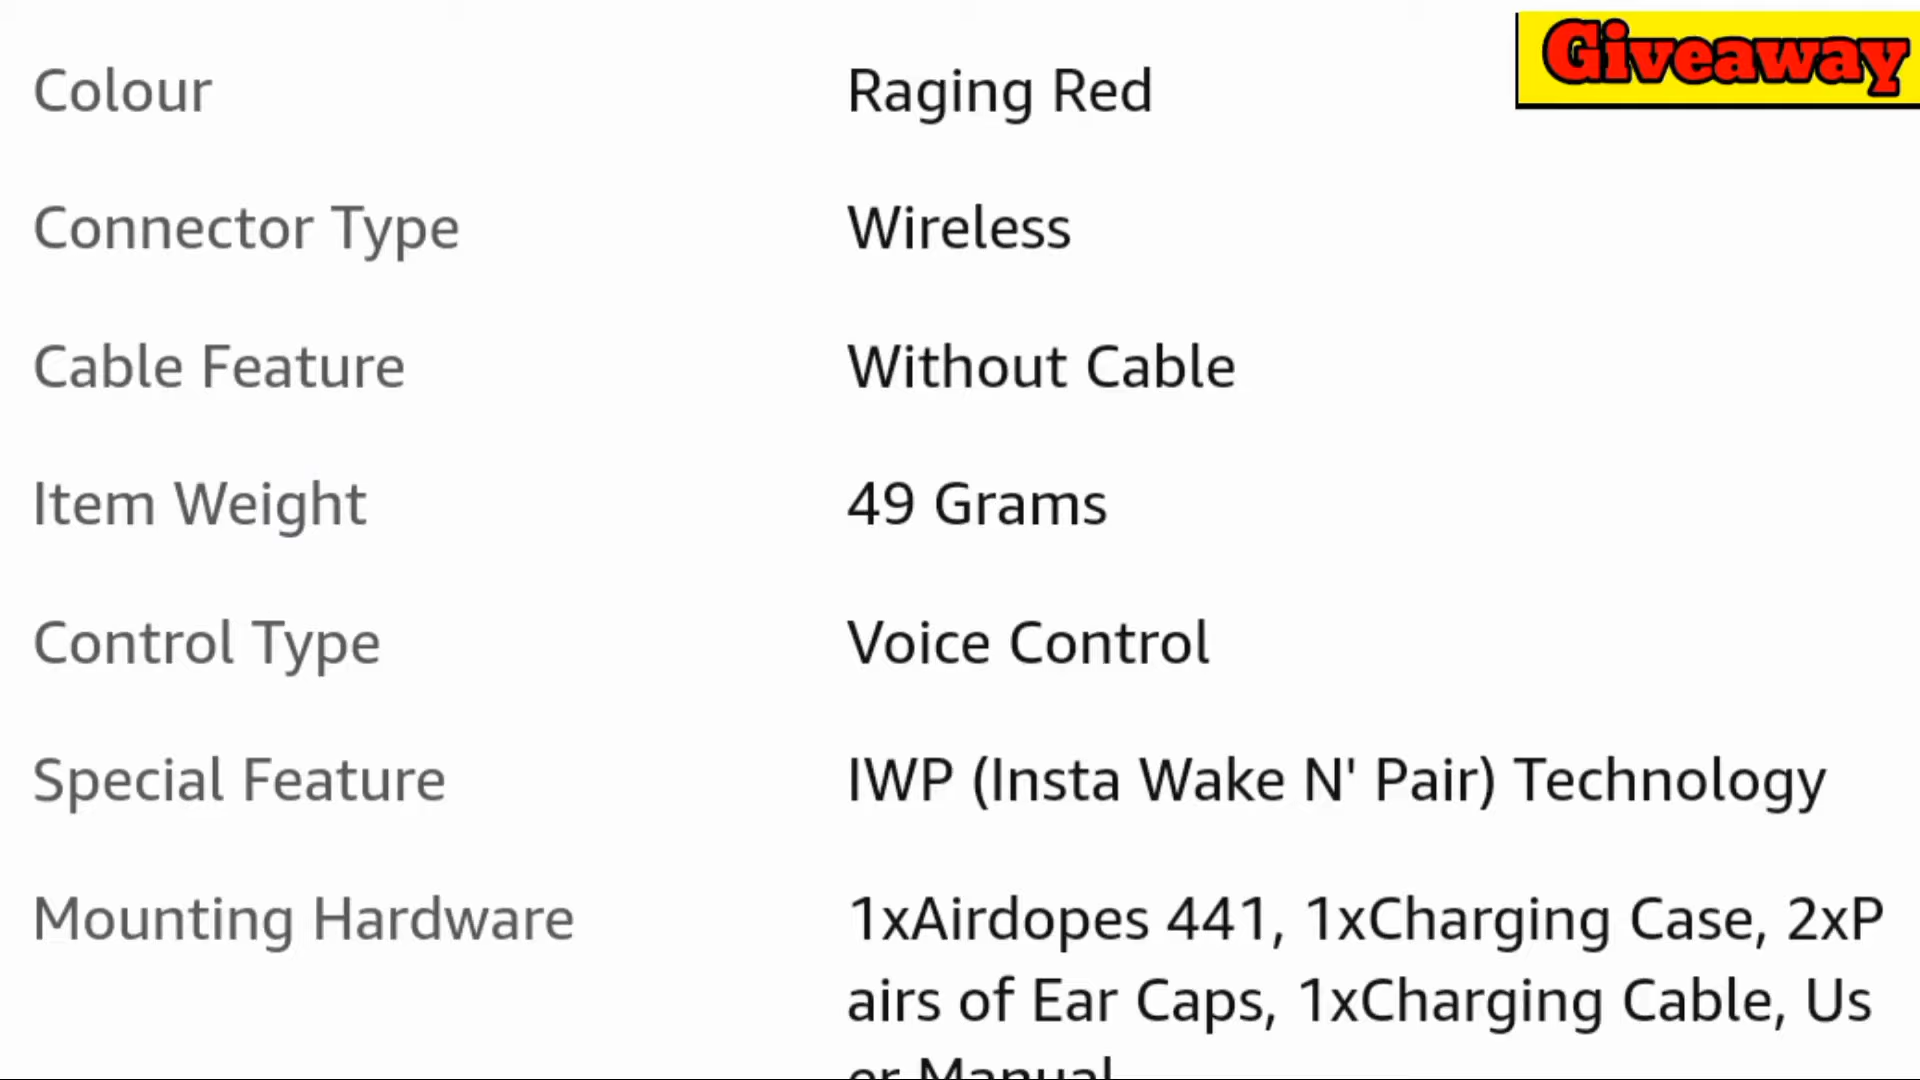 Giveaway
Colour Raging Red
Connector Type Wireless
Cable Feature Without Cable
Item Weight 49 Grams
Control Type Voice Control
Special Feature IWP (Insta Wake N' Pair) Technology
Mounting Hardware 1xAirdopes 441, 1xCharging Case, 2xP
airs of Ear Caps, 1xCharging Cable, Us
er Manual